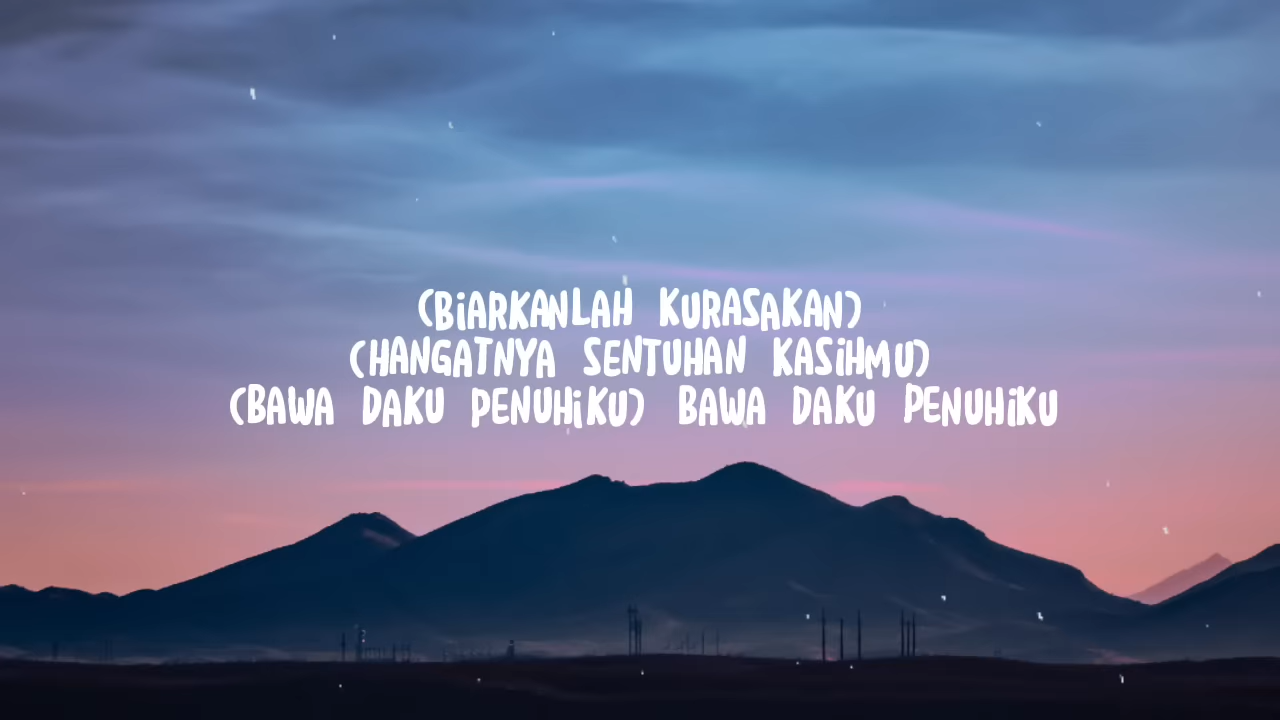 (BIARKANLAH KURASAKAN)
(HANGATNYA SENTUHAN KASIHMU)
(BAWA DAKU PENUHIKU) BAWA DAKU PENUHIKU